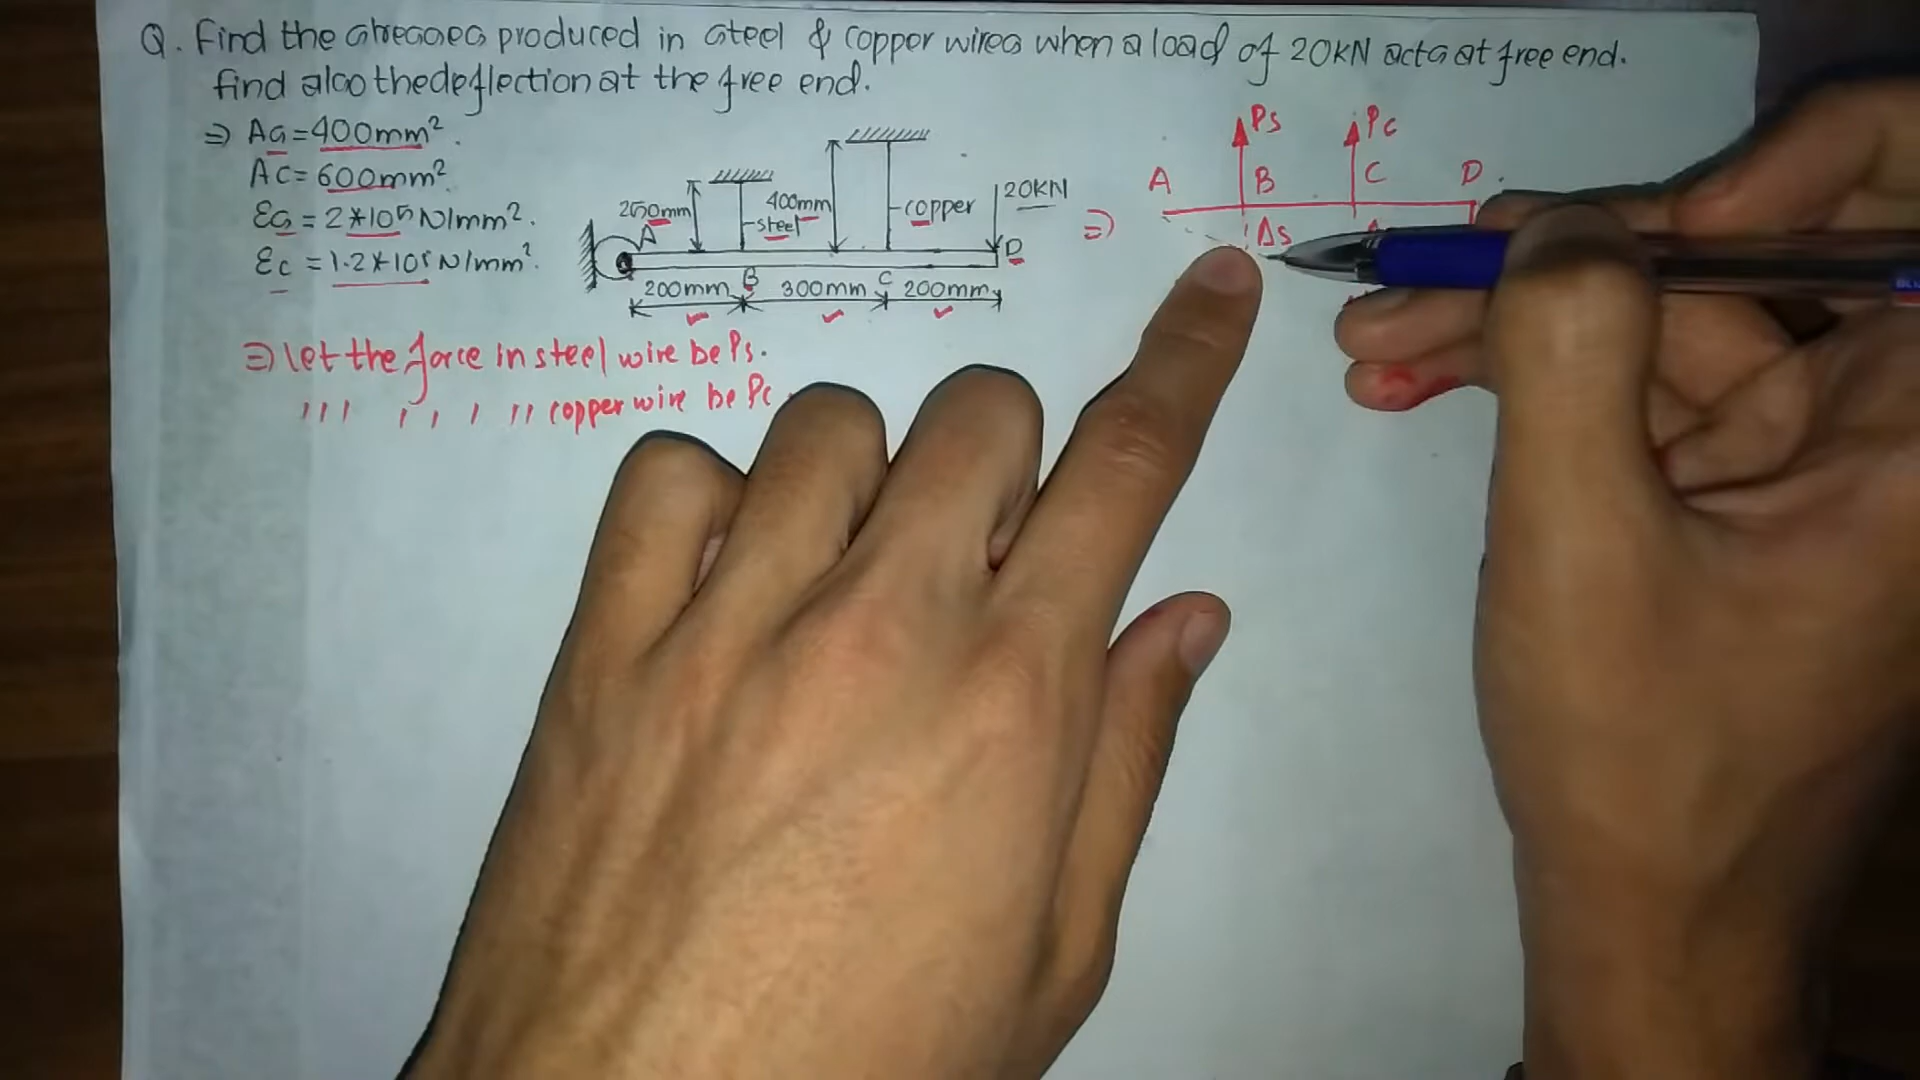 Q. Find the stresses produced in steel & copper wires when a load of 20KN acts at free end.
find also the deflection at the free end.
⇒ As = 400mm².
AC = 600mm².
Es = 2*10⁵ N/mm².
Ec = 1.2*10⁵ N/mm².
A
250mm
steel
400mm
copper
20KN
D
200mm B 300mm C 200mm
⇒
Ps Pc
A B C D
Δs
⇒ let the force in steel wire be Ps.
,,, , , , ,, copper wire be Pc